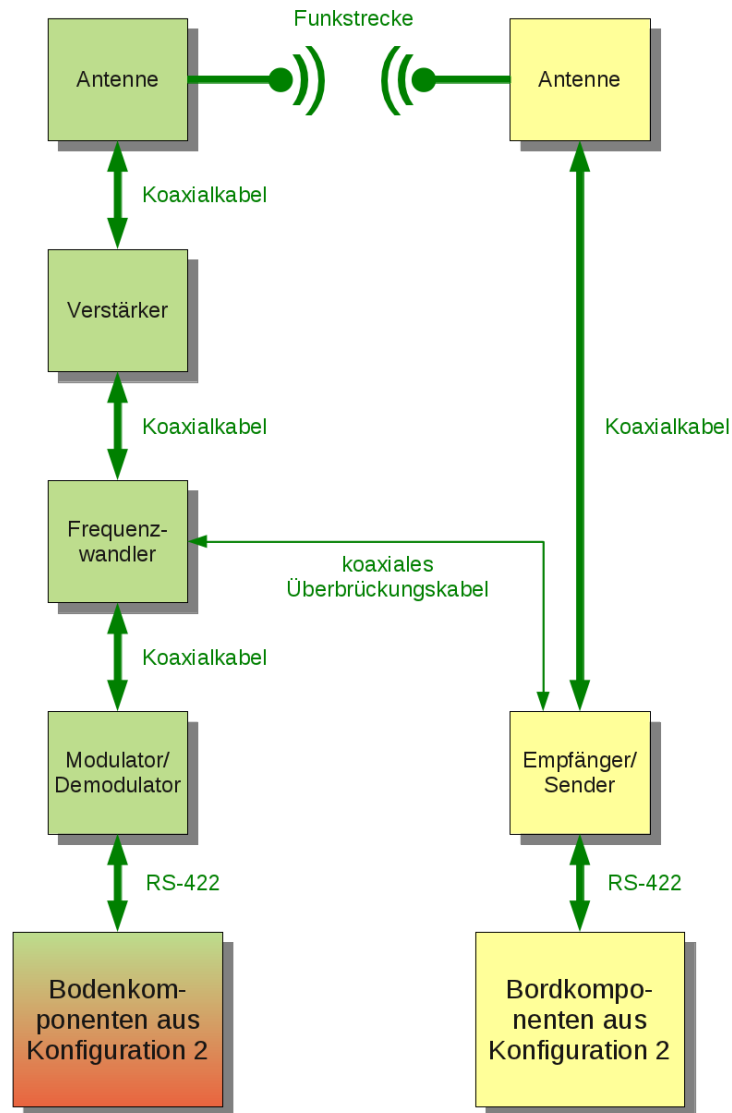 Funkstrecke
Antenne
Antenne
Koaxialkabel
Verstärker
Koaxialkabel
Koaxialkabel
Frequenz-
wandler
koaxiales
Überbrückungskabel
Koaxialkabel
Modulator/
Demodulator
Empfänger/
Sender
RS-422
RS-422
Bodenkom-
ponenten aus
Konfiguration 2
Bordkompo-
nenten aus
Konfiguration 2